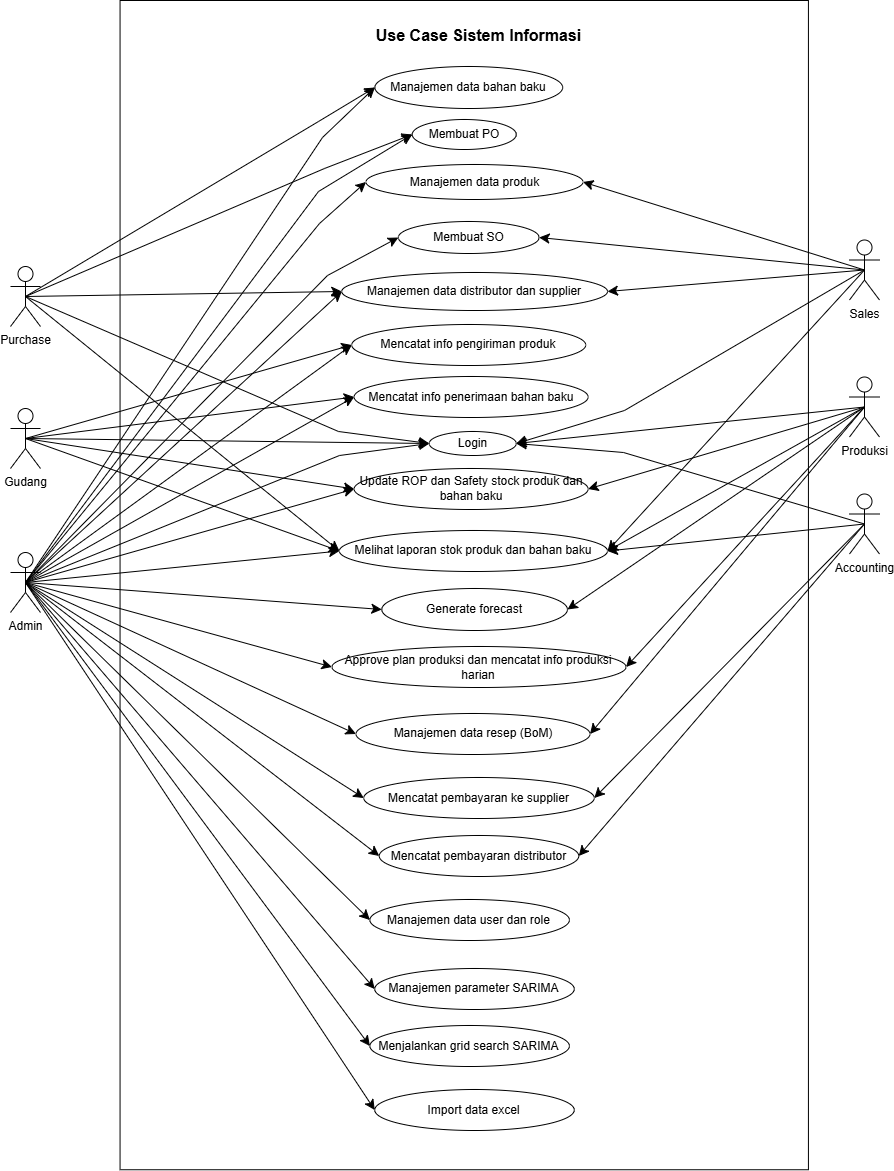 Use Case Sistem Informasi
Manajemen data bahan baku
Membuat PO
Manajemen data produk
Membuat SO
Manajemen data distributor dan supplier
Mencatat info pengiriman produk
Mencatat info penerimaan bahan baku
Login
Update ROP dan Safety stock produk dan
bahan baku
Melihat laporan stok produk dan bahan baku
Generate forecast
Approve plan produksi dan mencatat info produksi
harian
Manajemen data resep (BoM)
Mencatat pembayaran ke supplier
Mencatat pembayaran distributor
Manajemen data user dan role
Manajemen parameter SARIMA
Menjalankan grid search SARIMA
Import data excel
Purchase
Gudang
Admin
Sales
Produksi
Accounting